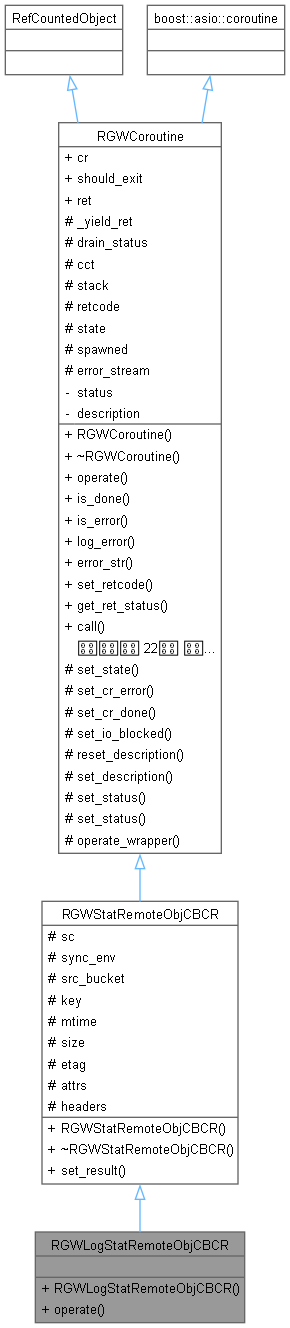 RefCountedObject
boost::asio::coroutine
RGWCoroutine
+ cr
+ should_exit
+ ret
# _yield_ret
# drain_status
# cct
# stack
# retcode
# state
# spawned
# error_stream
- status
- description
+ RGWCoroutine()
+ ~RGWCoroutine()
+ operate()
+ is_done()
+ is_error()
+ log_error()
+ error_str()
+ set_retcode()
+ get_ret_status()
+ call()
22 ...
# set_state()
# set_cr_error()
# set_cr_done()
# set_io_blocked()
# reset_description()
# set_description()
# set_status()
# set_status()
# operate_wrapper()
RGWStatRemoteObjCBCR
# sc
# sync_env
# src_bucket
# key
# mtime
# size
# etag
# attrs
# headers
+ RGWStatRemoteObjCBCR()
+ ~RGWStatRemoteObjCBCR()
+ set_result()
RGWLogStatRemoteObjCBCR
+ RGWLogStatRemoteObjCBCR()
+ operate()